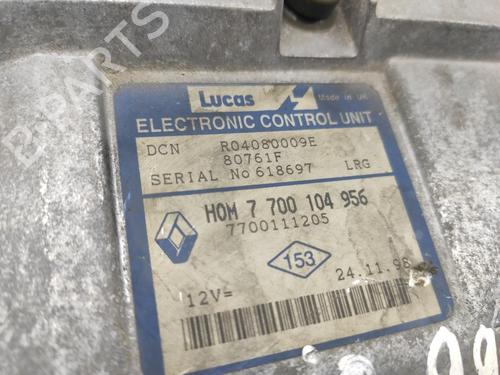 Lucas Made in UK
ELECTRONIC CONTROL UNIT
DCN R04080009E
80761F
SERIAL No 618697 LRG
HOM 7 700 104 956
7700111205
153
24.11.98
12V=